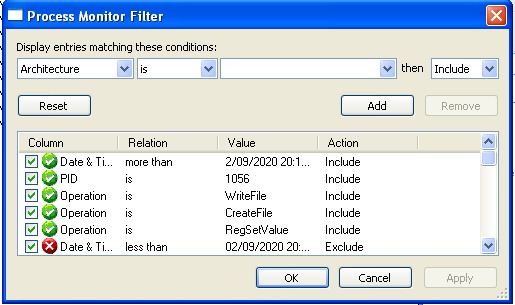 Process Monitor Filter
Display entries matching these conditions:
Architecture is then Include
Reset Add Remove
Column Relation Value Action
Date & Ti... more than 2/09/2020 20:1... Include
PID is 1056 Include
Operation is WriteFile Include
Operation is CreateFile Include
Operation is RegSetValue Include
Date & Ti... less than 02/09/2020 20:... Exclude
OK Cancel Apply